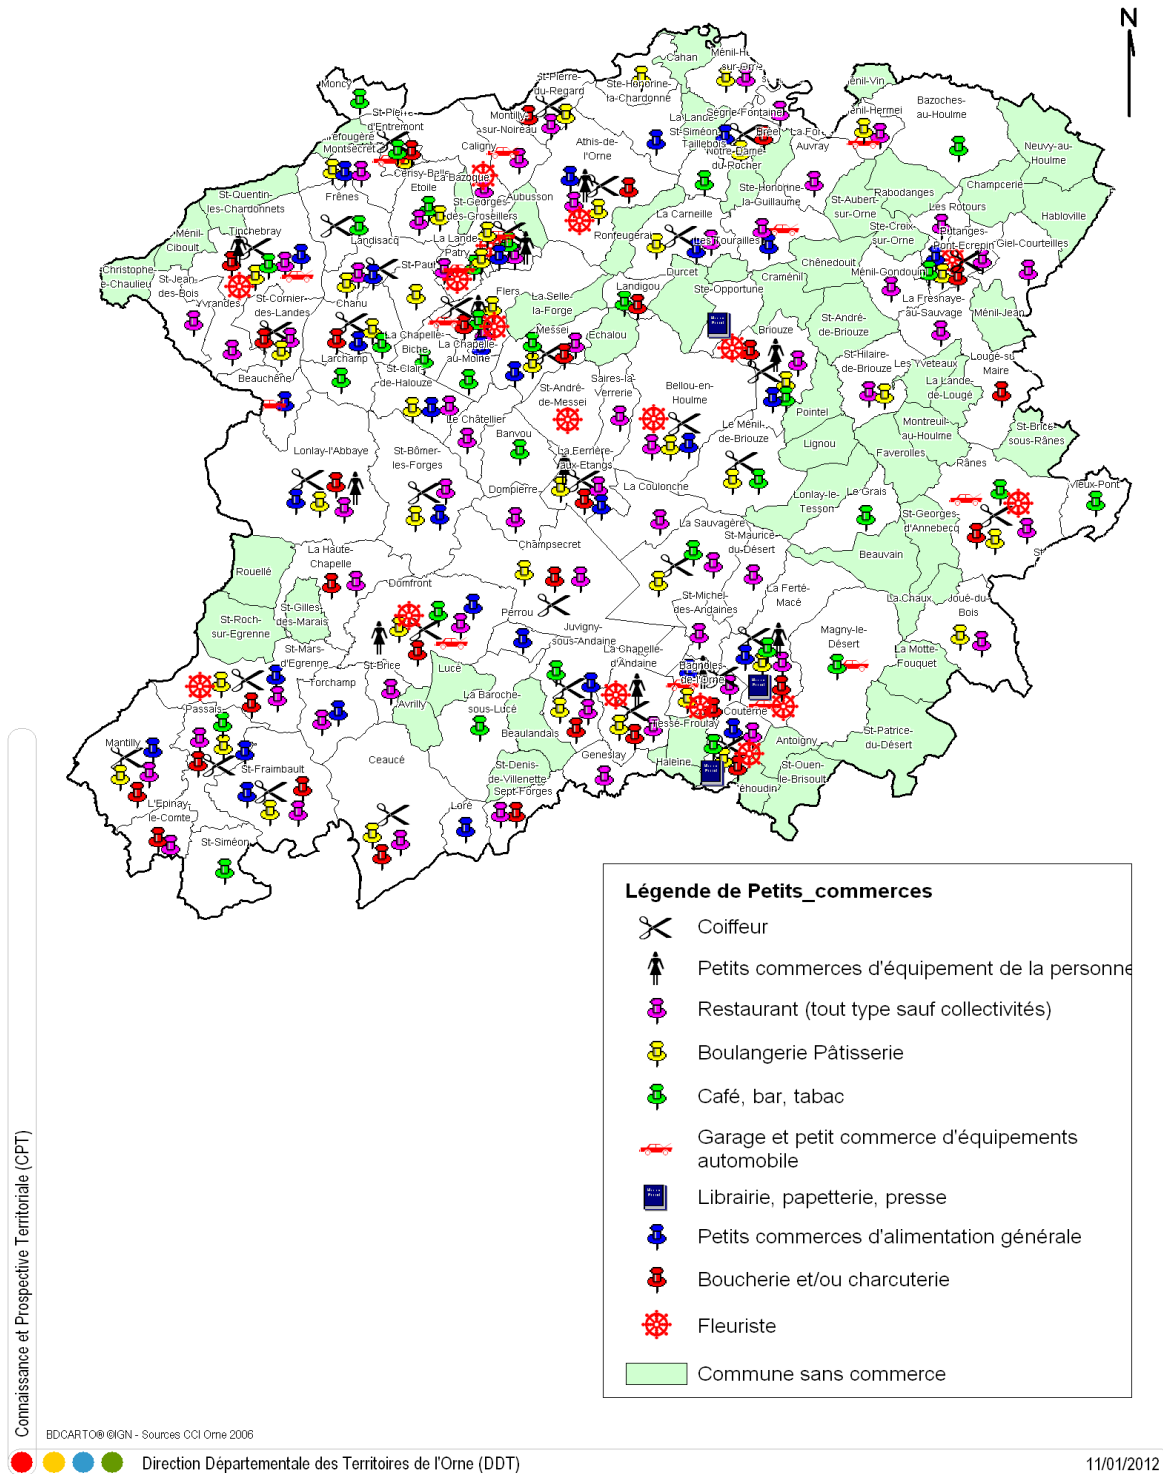 N
Cahan
Ste-Honorine-
la-Chardonne
St-Pierre-
du-Regard
Moncy
St-Pierre-
d'Entremont
Montilly-
sur-Noireau
Bazoches-
au-Houlme
Montsecret
Caligny
Athis-de-
l'Orne
St-Siméon
Taillebois
Ségrie-Fontaine
Notre-Dame-
du-Rocher
Auvray
Neuvy-au-
Houlme
Cerisy-Belle-
Etoile
La Bazoque
Frênes
St-Quentin-
les-Chardonnets
St-Georges-
des-Groseillers
Aubusson
Ste-Honorine-
la-Guillaume
Rabodanges
Champcerie
Habloville
St-Aubert-
sur-Orne
Les Rotours
Ménil-
Ciboult
Tinchebray
Landisacq
La Carneille
Ronfeugerai
Les Tourailles
Ste-Croix-
sur-Orne
Putanges-
Pont-Ecrepin
Giel-Courteilles
La Lande-
Patry
St-Paul
Chênedouit
Ménil-Gondouin
St-Jean-
des-Bois
Yvrandes
St-Cornier-
des-Landes
Chanu
Flers
La Selle-
la-Forge
Landigou
Durcet
Ste-Opportune
Craménil
La Fresnaye-
au-Sauvage
Ménil-Jean
St-André-
de-Briouze
La Chapelle-
Biche
La Chapelle-
au-Moine
Messei
Echalou
Briouze
Larchamp
St-Clair-
de-Halouze
St-Hilaire-
de-Briouze
Les Yveteaux
Lougé-sur-
Maire
Beauchêne
St-André-
de-Messei
Saires-la-
Verrerie
Bellou-en-
Houlme
La Lande-
de-Lougé
Pointel
Montreuil-
au-Houlme
St-Brice-
sous-Rânes
Le Châtellier
Banvou
Le Ménil-
de-Briouze
Lignou
Faverolles
Rânes
Lonlay-l'Abbaye
St-Bômer-
les-Forges
La Ferrière-
aux-Etangs
Dompierre
La Coulonche
Lonlay-le-
Tesson
Le Grais
Vieux-Pont
St-Georges-
d'Annebecq
La Sauvagère
St-Maurice-
du-Désert
Champsecret
La Haute-
Chapelle
Beauvain
Rouellé
Domfront
St-Michel-
des-Andaines
La Ferté-
Macé
La Chaux
Joué-du-
Bois
St-Gilles-
des-Marais
St-Roch-
sur-Egrenne
Perrou
Juvigny-
sous-Andaine
Magny-le-
Désert
La Motte-
Fouquet
St-Mars-
d'Egrenne
Torchamp
St-Brice
Lucé
La Chapelle-
d'Andaine
Bagnoles-
de-l'Orne
Passais
Avrilly
La Baroche-
sous-Lucé
Beaulandais
Couterne
Tessé-Froulay
Antoigny
St-Patrice-
du-Désert
Mantilly
St-Fraimbault
Ceaucé
St-Denis-
de-Villenette
Sept-Forges
Geneslay
Haleine
St-Ouen-
le-Brisoult
L'Epinay-
le-Comte
Loré
St-Siméon
Légende de Petits_commerces
Coiffeur
Petits commerces d'équipement de la personne
Restaurant (tout type sauf collectivités)
Boulangerie Pâtisserie
Café, bar, tabac
Garage et petit commerce d'équipements
automobile
Librairie, papetterie, presse
Petits commerces d'alimentation générale
Boucherie et/ou charcuterie
Fleuriste
Commune sans commerce
Connaissance et Prospective Territoriale (CPT)
BDCARTO® ©IGN - Sources CCI Orne 2006
Direction Départementale des Territoires de l'Orne (DDT)
11/01/2012